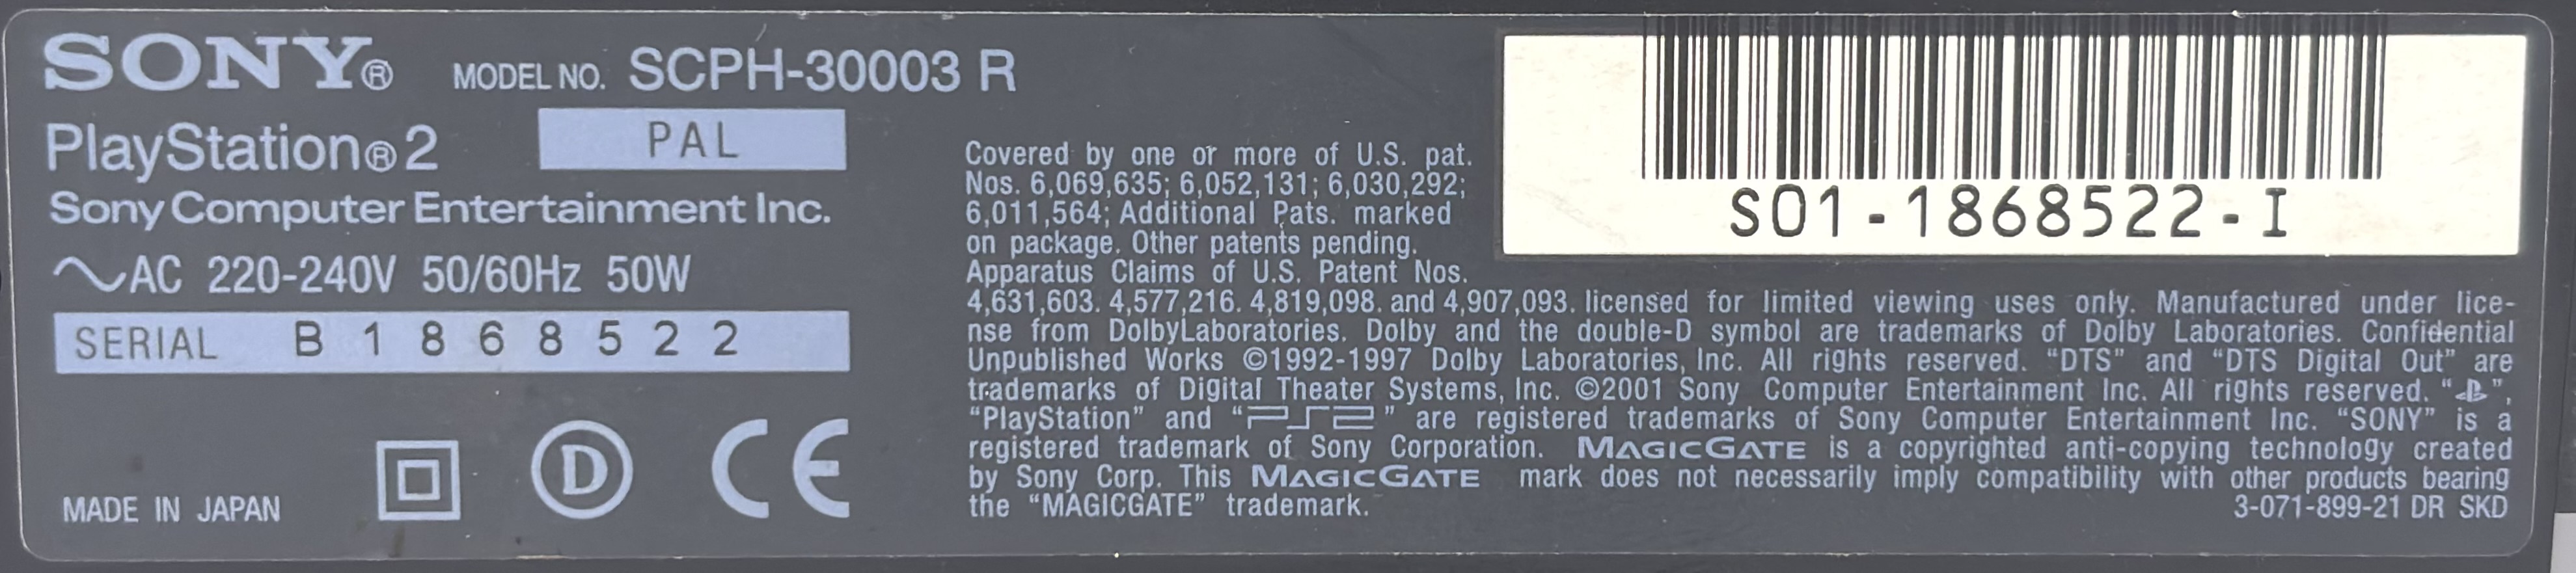 SONY® MODEL NO. SCPH-30003 R
PlayStation®2 PAL
Sony Computer Entertainment Inc.
AC 220-240V 50/60Hz 50W
SERIAL B1868522
MADE IN JAPAN
D CE
Covered by one or more of U.S. pat.
Nos. 6,069,635; 6,052,131; 6,030,292;
6,011,564; Additional Pats. marked
on package. Other patents pending.
Apparatus Claims of U.S. Patent Nos.
4,631,603. 4,577,216. 4,819,098. and 4,907,093. licensed for limited viewing uses only. Manufactured under lice-
nse from DolbyLaboratories. Dolby and the double-D symbol are trademarks of Dolby Laboratories. Confidential
Unpublished Works ©1992-1997 Dolby Laboratories, Inc. All rights reserved. “DTS” and “DTS Digital Out” are
trademarks of Digital Theater Systems, Inc. ©2001 Sony Computer Entertainment Inc. All rights reserved. “PS”,
“PlayStation” and “PS2” are registered trademarks of Sony Computer Entertainment Inc. “SONY” is a
registered trademark of Sony Corporation. MAGICGATE is a copyrighted anti-copying technology created
by Sony Corp. This MAGICGATE mark does not necessarily imply compatibility with other products bearing
the “MAGICGATE” trademark.
3-071-899-21 DR SKD
S01-1868522-I